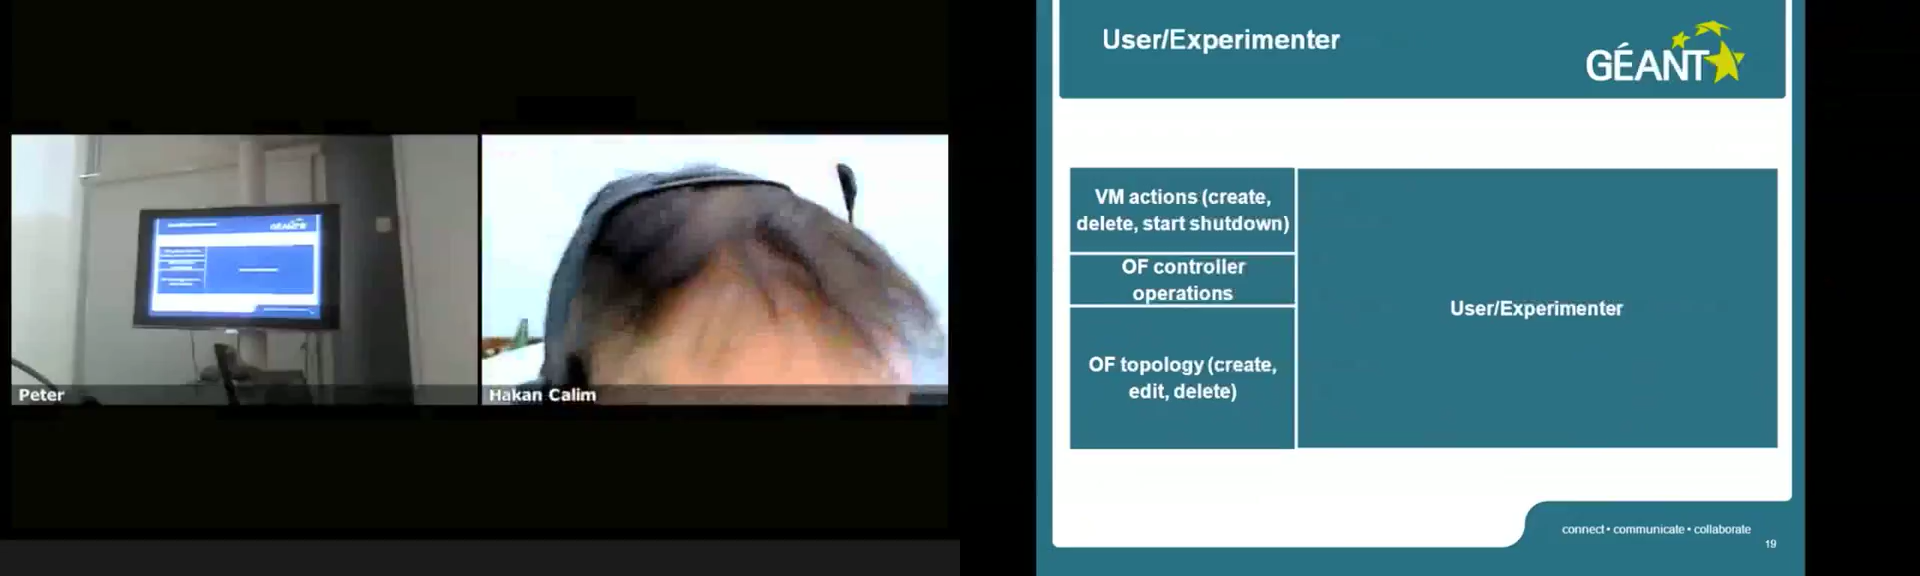 Peter
Hakan Calim
User/Experimenter
GÉANT
VM actions (create,
delete, start shutdown)
OF controller
operations
OF topology (create,
edit, delete)
User/Experimenter
connect • communicate • collaborate
19